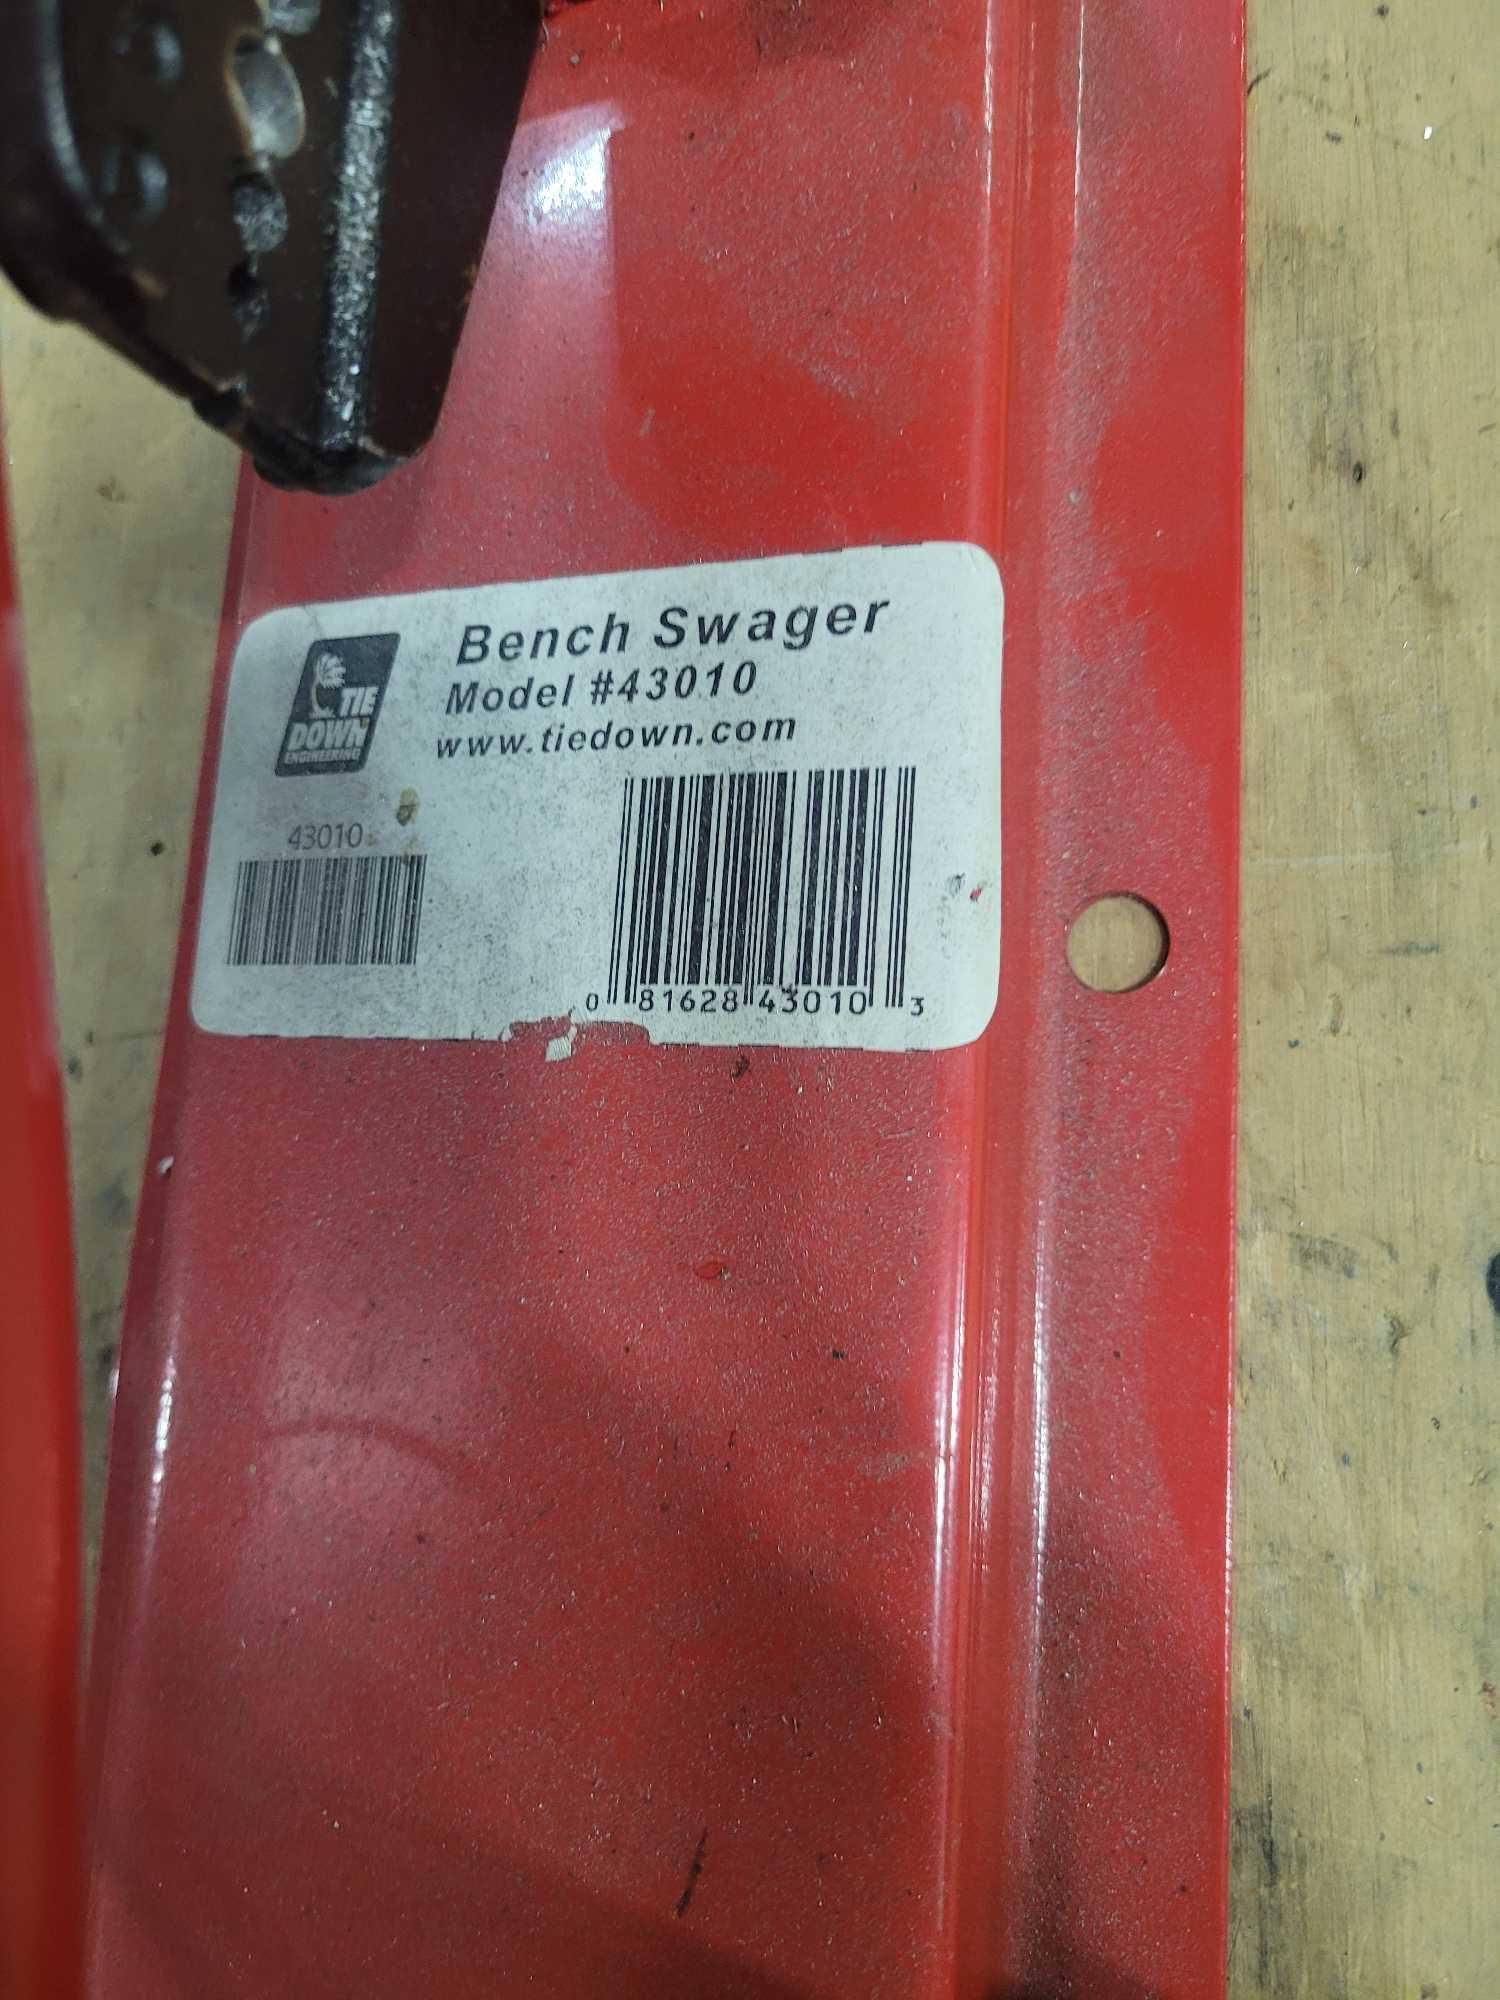 Bench Swager
Model #43010
www.tiedown.com
TIE
DOWN
ENGINEERING
43010
0 81628 43010 3